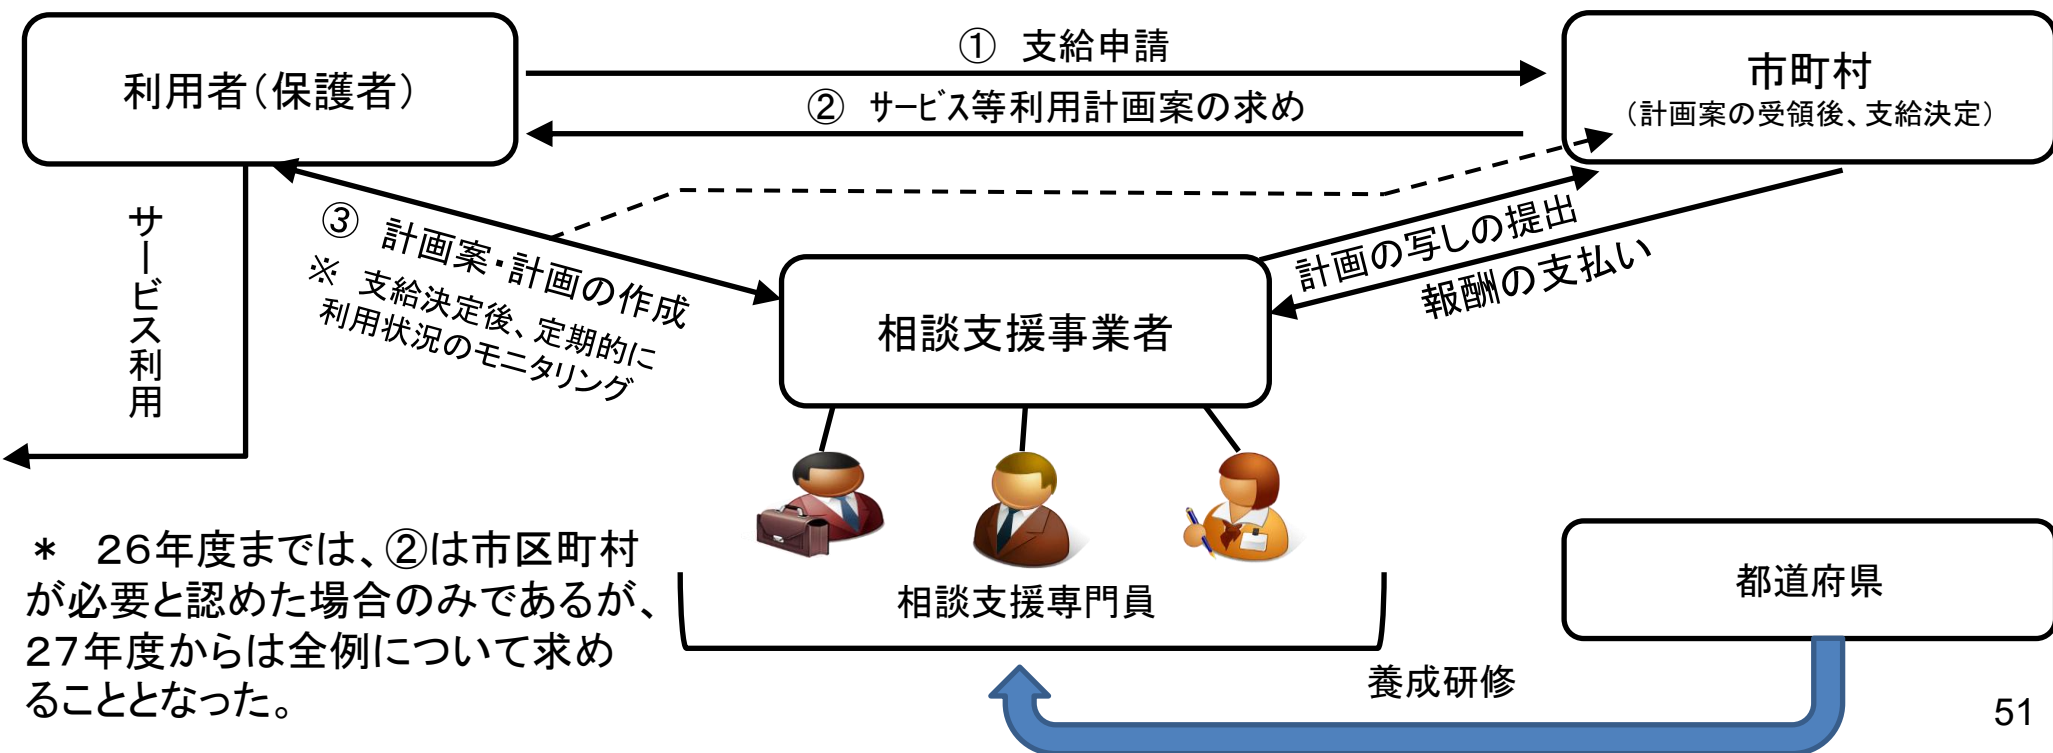 利用者（保護者）
① 支給申請
② サービス等利用計画案の求め
市町村
（計画案の受領後、支給決定）
サービス利用
③ 計画案・計画の作成
※ 支給決定後、定期的に
利用状況のモニタリング
計画の写しの提出
報酬の支払い
相談支援事業者
相談支援専門員
＊ ２６年度までは、②は市区町村
が必要と認めた場合のみであるが、
２７年度からは全例について求め
ることとなった。
都道府県
養成研修
51